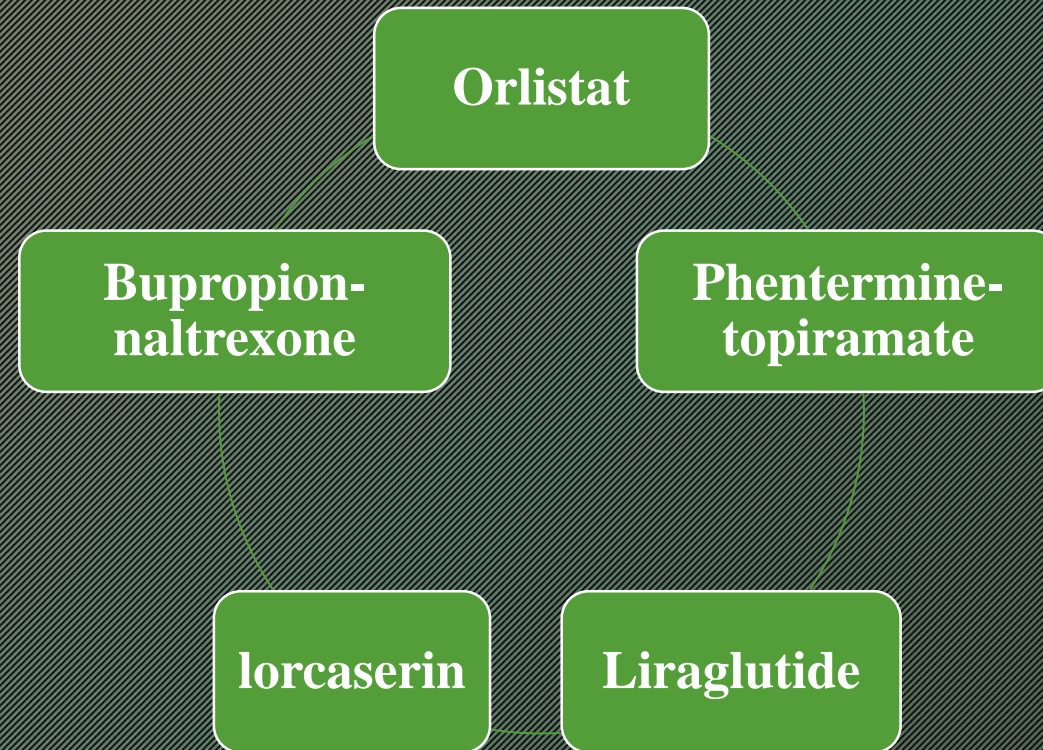 Orlistat
Bupropion-
naltrexone
Phentermine-
topiramate
lorcaserin
Liraglutide